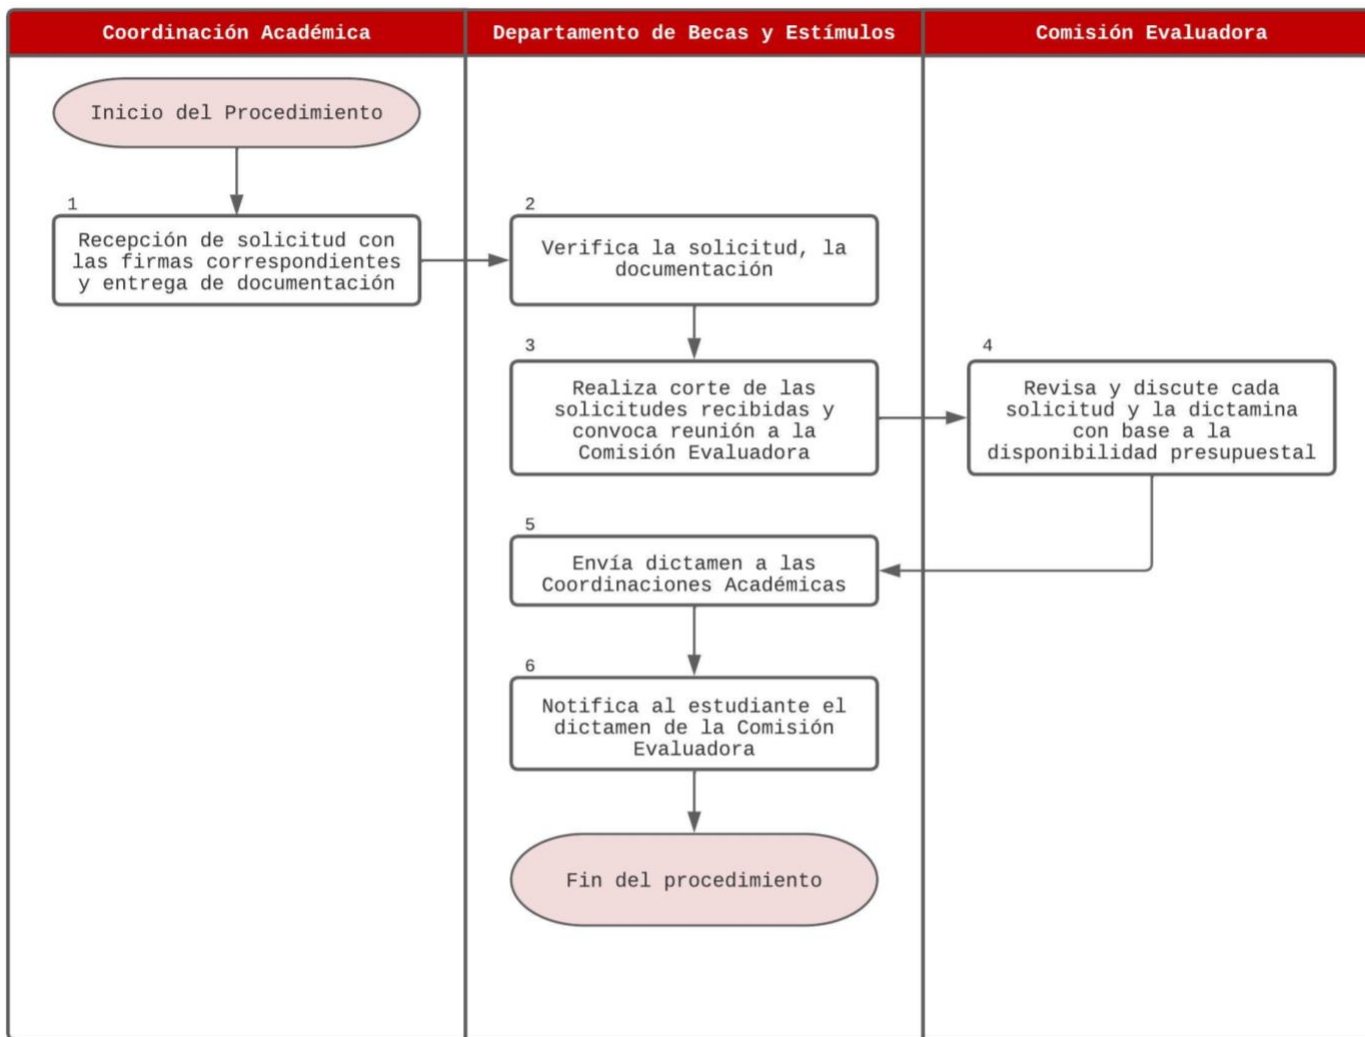 Coordinación Académica
Departamento de Becas y Estímulos
Comisión Evaluadora
Inicio del Procedimiento
1
Recepción de solicitud con
las firmas correspondientes
y entrega de documentación
2
Verifica la solicitud, la
documentación
3
Realiza corte de las
solicitudes recibidas y
convoca reunión a la
Comisión Evaluadora
4
Revisa y discute cada
solicitud y la dictamina
con base a la
disponibilidad presupuestal
5
Envía dictamen a las
Coordinaciones Académicas
6
Notifica al estudiante el
dictamen de la Comisión
Evaluadora
Fin del procedimiento